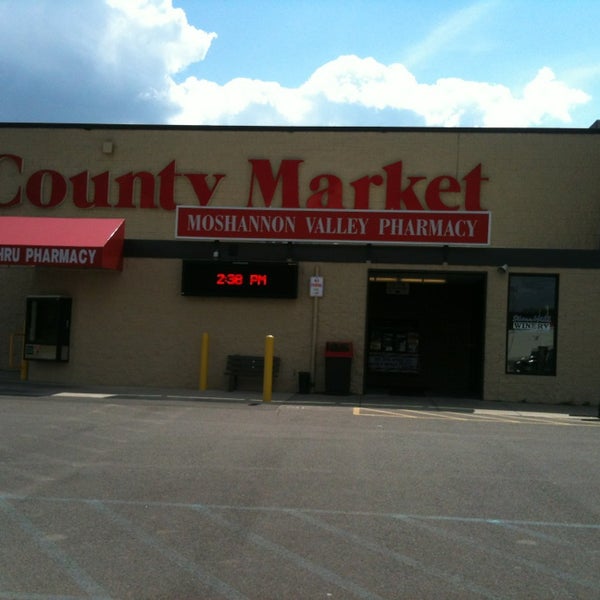 County Market
MOSHANNON VALLEY PHARMACY
HRU PHARMACY
2:38 PM
WINERY